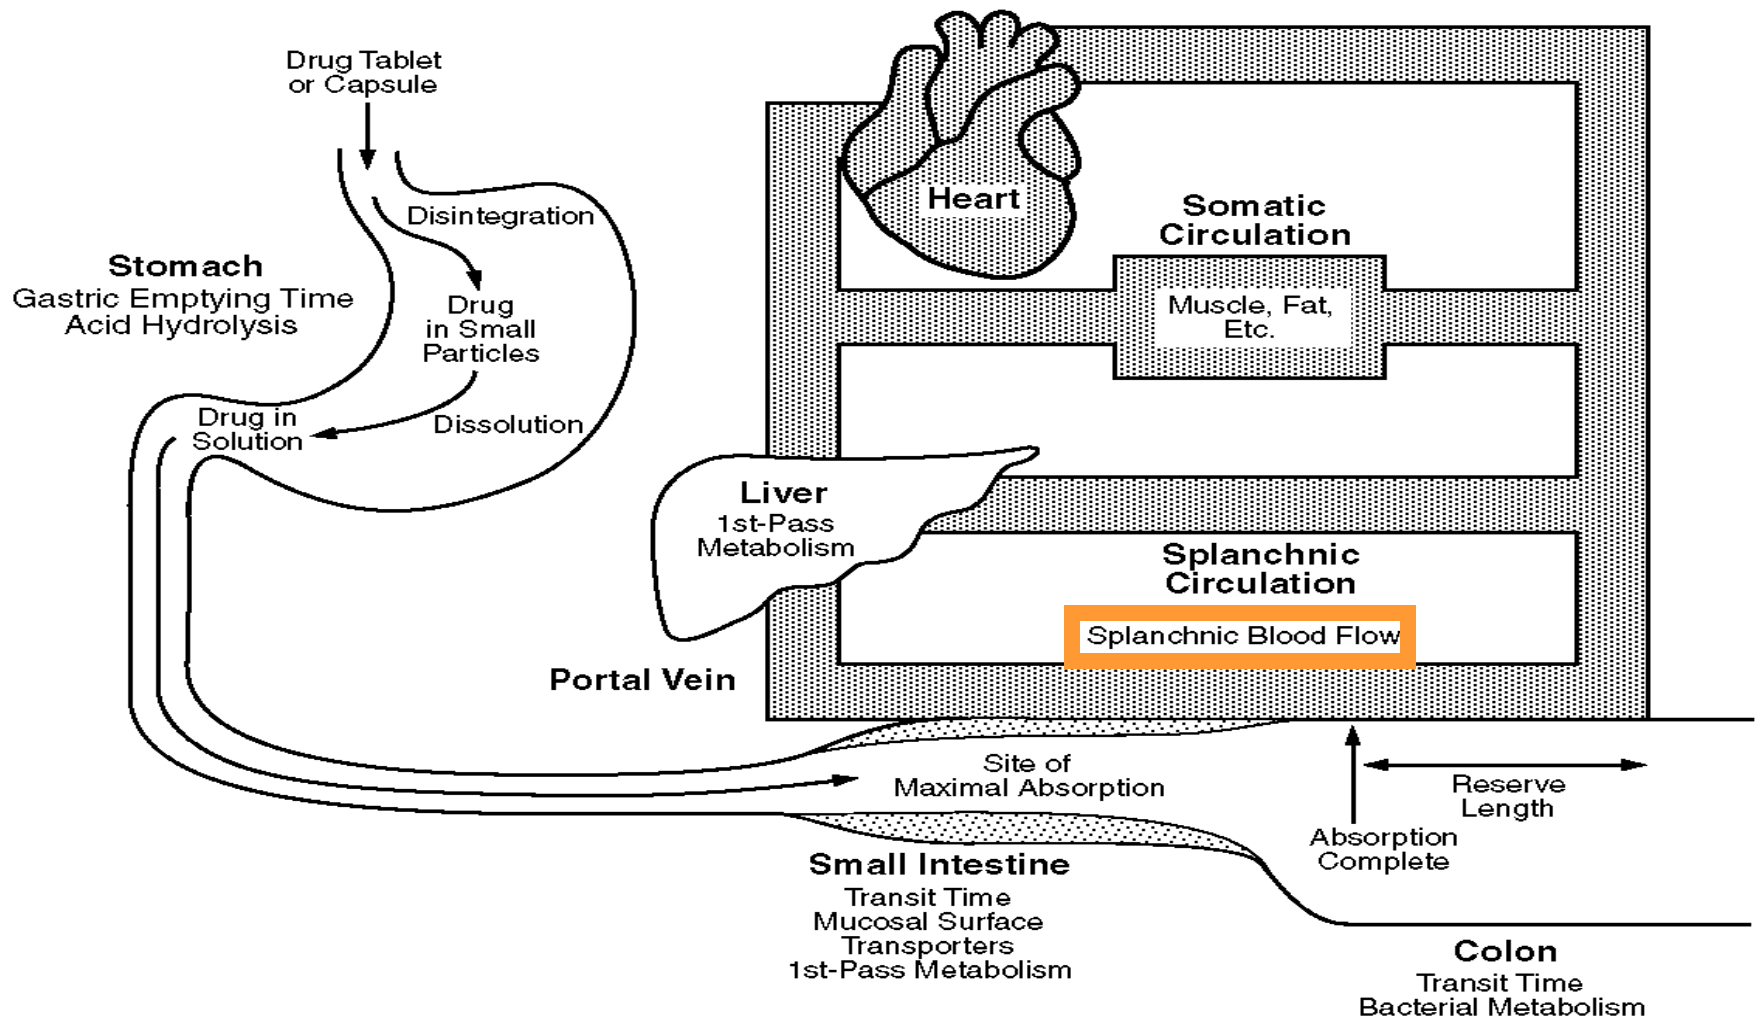 Drug Tablet
or Capsule
Disintegration
Stomach
Gastric Emptying Time
Acid Hydrolysis
Drug
in Small
Particles
Drug in
Solution
Dissolution
Heart
Somatic
Circulation
Muscle, Fat,
Etc.
Liver
1st-Pass
Metabolism
Splanchnic
Circulation
Splanchnic Blood Flow
Portal Vein
Site of
Maximal Absorption
Reserve
Length
Absorption
Complete
Small Intestine
Transit Time
Mucosal Surface
Transporters
1st-Pass Metabolism
Colon
Transit Time
Bacterial Metabolism